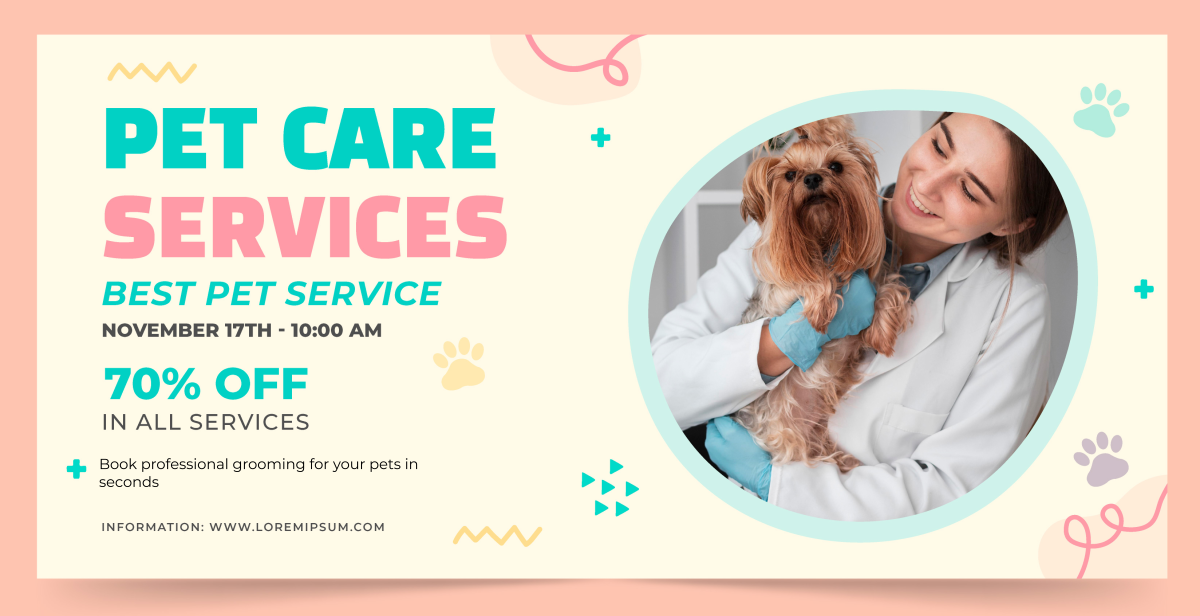 PET CARE
SERVICES
BEST PET SERVICE
NOVEMBER 17TH - 10:00 AM
70% OFF
IN ALL SERVICES
Book professional grooming for your pets in
seconds
INFORMATION: WWW.LOREMIPSUM.COM